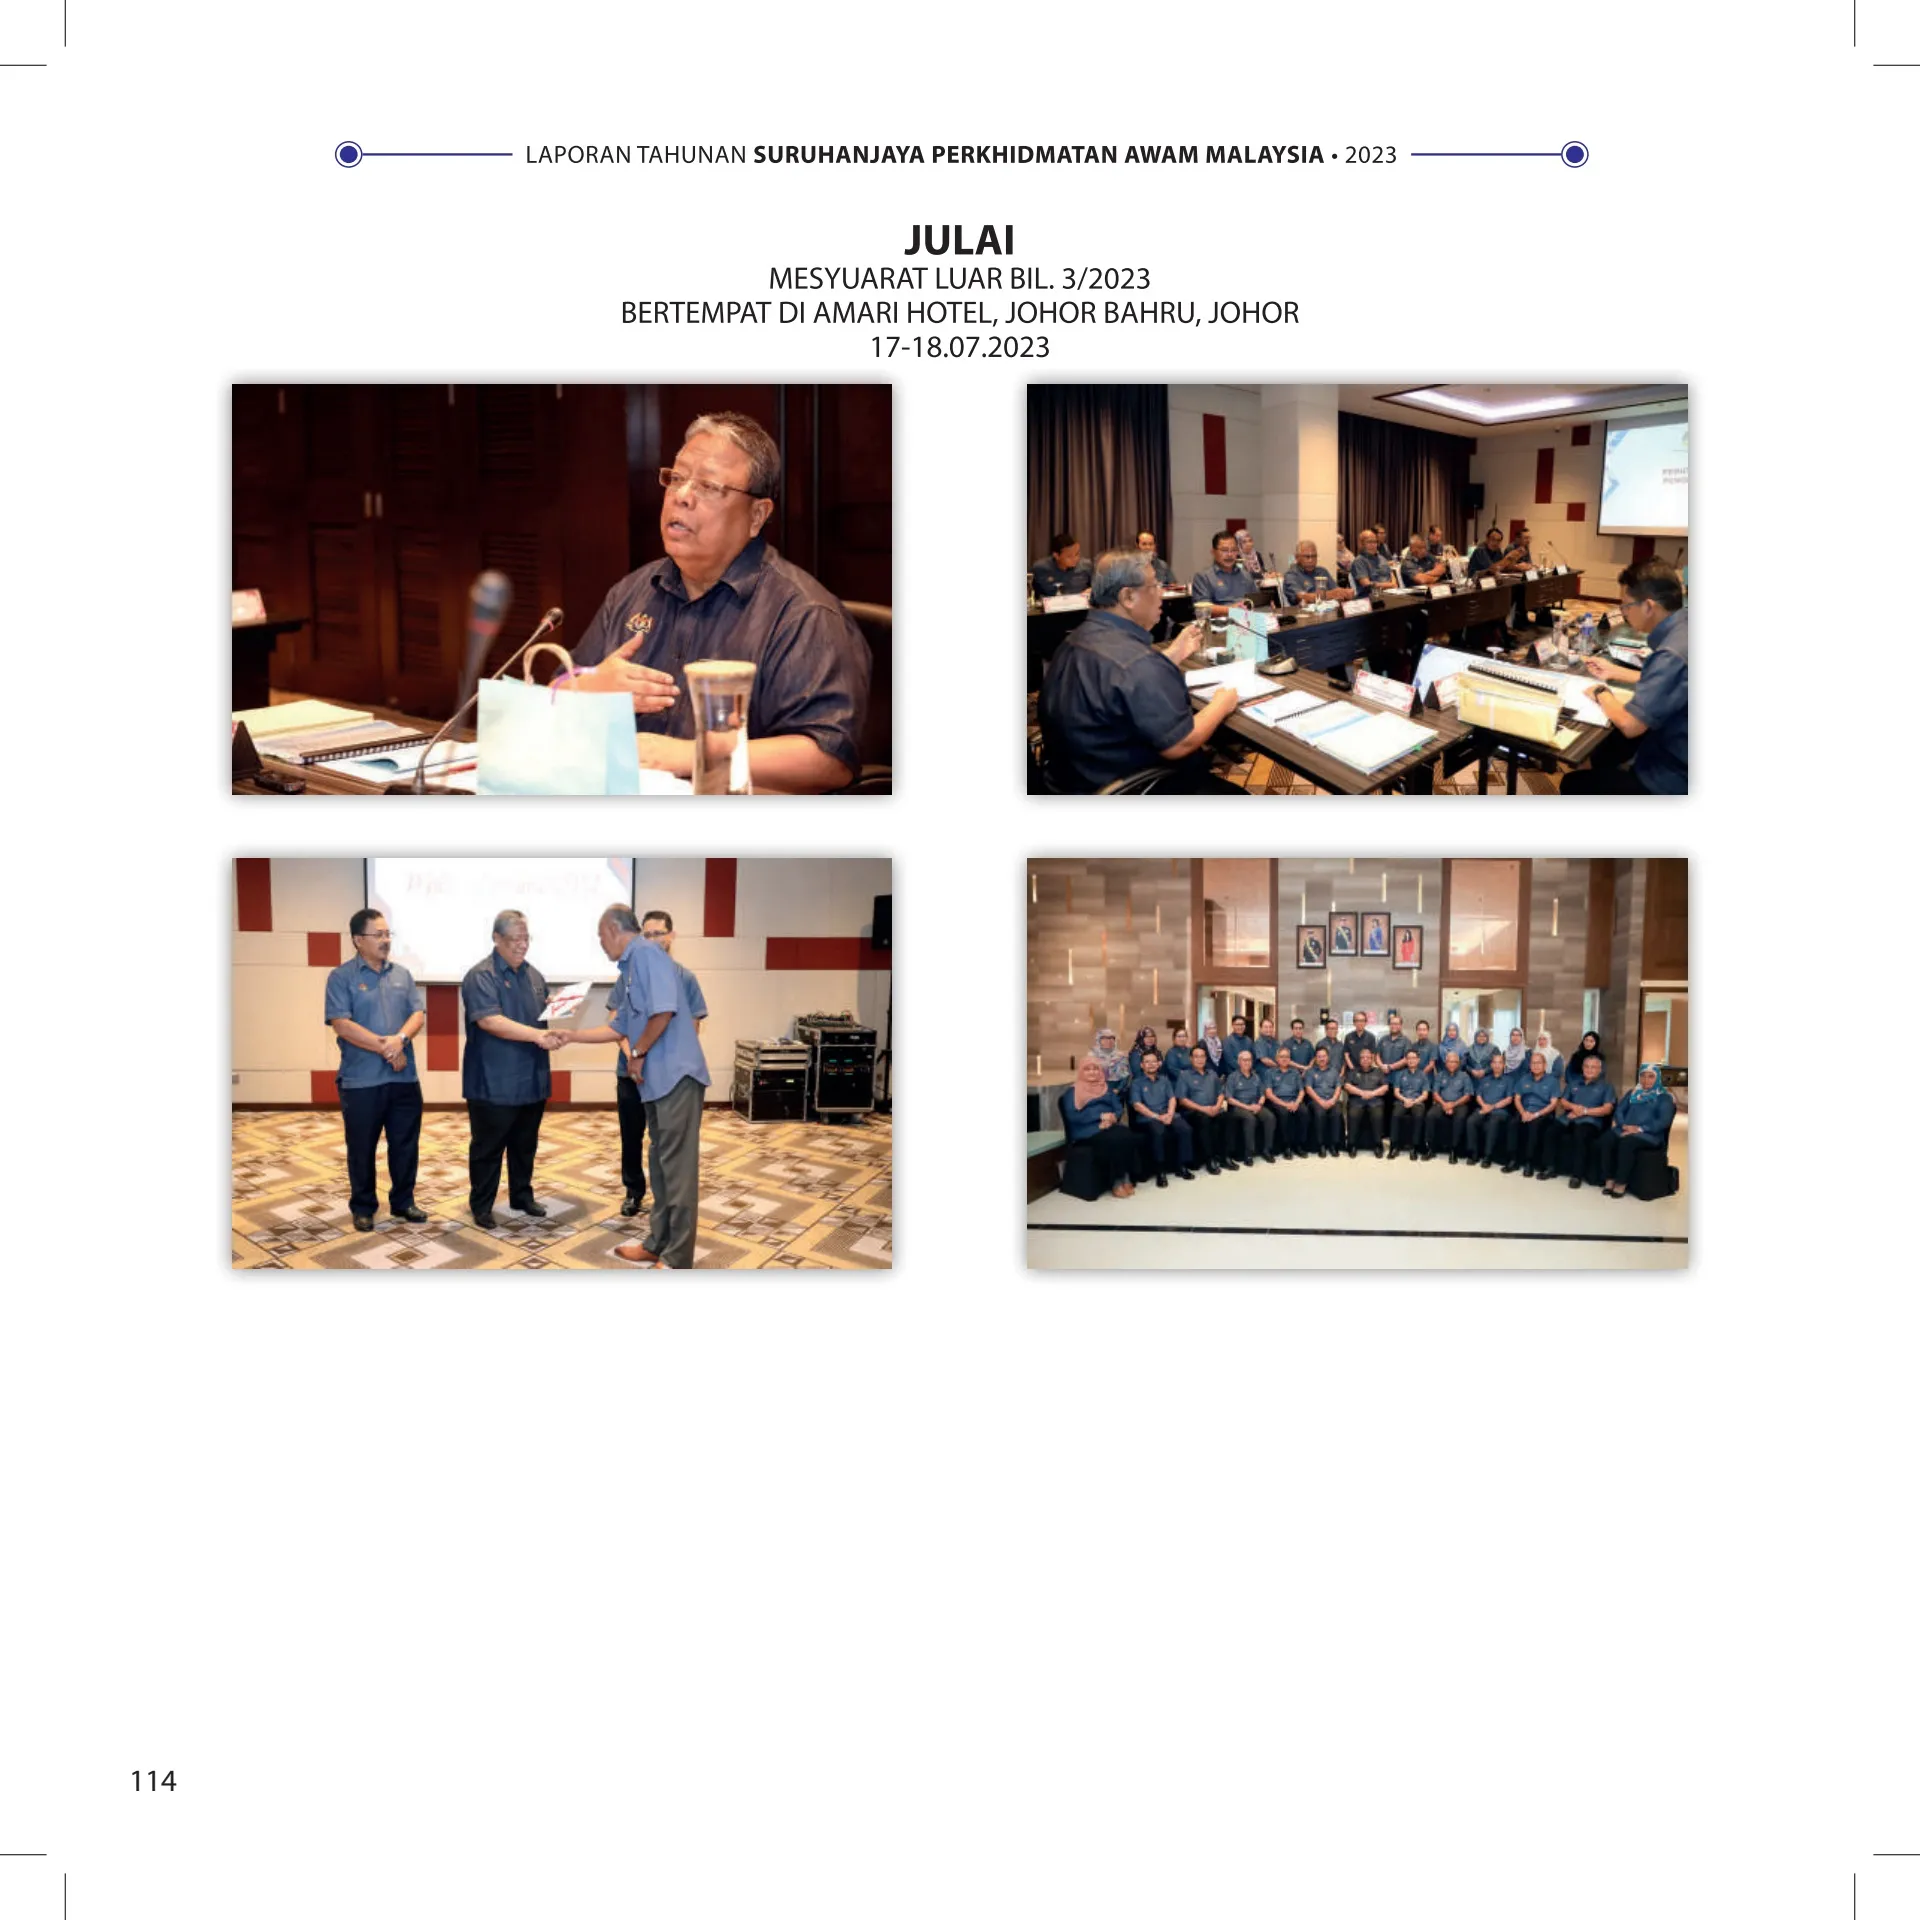 LAPORAN TAHUNAN SURUHANJAYA PERKHIDMATAN AWAM MALAYSIA • 2023
JULAI
MESYUARAT LUAR BIL. 3/2023
BERTEMPAT DI AMARI HOTEL, JOHOR BAHRU, JOHOR
17-18.07.2023
114